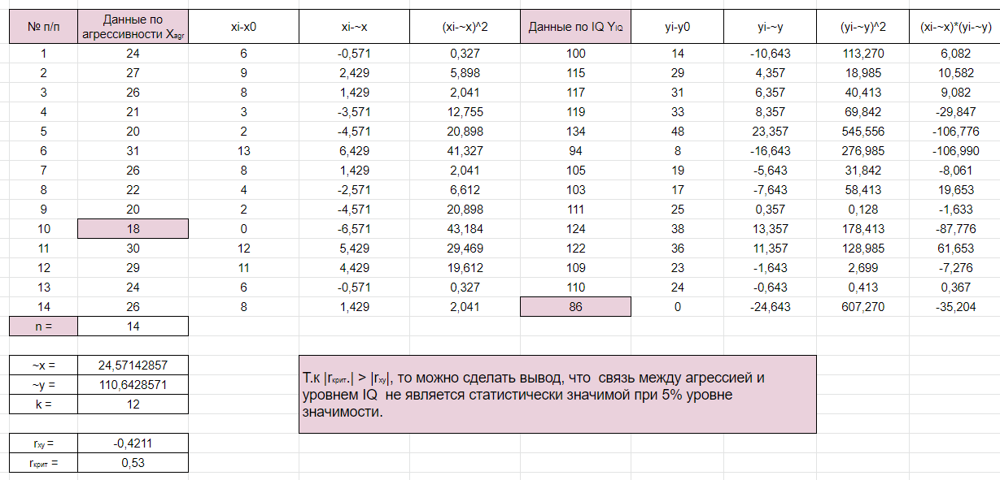 № п/п Данные по агрессивности Xagr xi-x0 xi-~x (xi-~x)^2 Данные по IQ YIQ yi-y0 yi-~y (yi-~y)^2 (xi-~x)*(yi-~y)
1 24 6 -0,571 0,327 100 14 -10,643 113,270 6,082
2 27 9 2,429 5,898 115 29 4,357 18,985 10,582
3 26 8 1,429 2,041 117 31 6,357 40,413 9,082
4 21 3 -3,571 12,755 119 33 8,357 69,842 -29,847
5 20 2 -4,571 20,898 134 48 23,357 545,556 -106,776
6 31 13 6,429 41,327 94 8 -16,643 276,985 -106,990
7 26 8 1,429 2,041 105 19 -5,643 31,842 -8,061
8 22 4 -2,571 6,612 103 17 -7,643 58,413 19,653
9 20 2 -4,571 20,898 111 25 0,357 0,128 -1,633
10 18 0 -6,571 43,184 124 38 13,357 178,413 -87,776
11 30 12 5,429 29,469 122 36 11,357 128,985 61,653
12 29 11 4,429 19,612 109 23 -1,643 2,699 -7,276
13 24 6 -0,571 0,327 110 24 -0,643 0,413 0,367
14 26 8 1,429 2,041 86 0 -24,643 607,270 -35,204
n = 14
~x = 24,57142857
~y = 110,6428571
k = 12
Т.к |rкрит.| > |rxy|, то можно сделать вывод, что связь между агрессией и
уровнем IQ не является статистически значимой при 5% уровне
значимости.
rxy = -0,4211
rкрит = 0,53